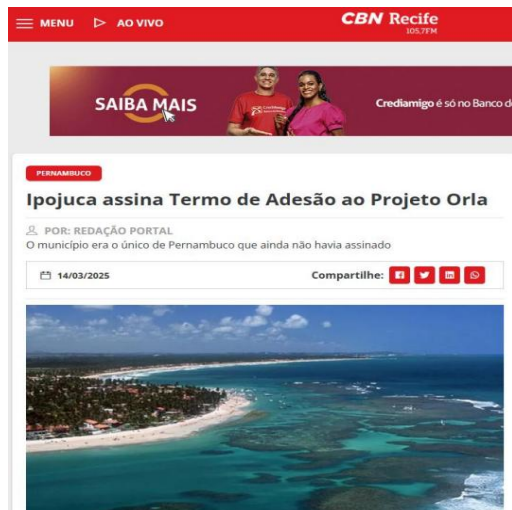 MENU AO VIVO CBN Recife
105.7FM
SAIBA MAIS Crediamigo é só no Banco d
PERNAMBUCO
Ipojuca assina Termo de Adesão ao Projeto Orla
POR: REDAÇÃO PORTAL
O município era o único de Pernambuco que ainda não havia assinado
14/03/2025 Compartilhe: